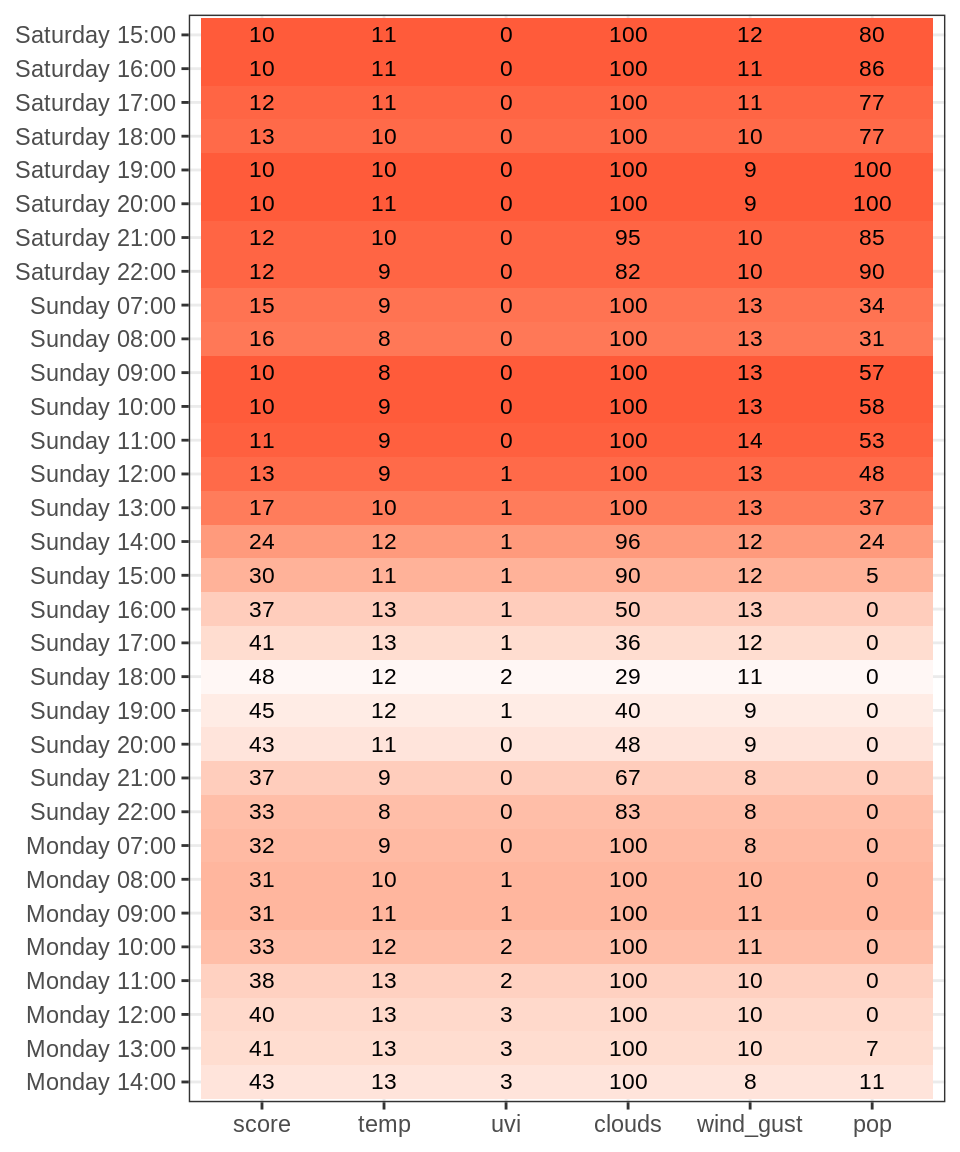 Saturday 15:00 10 11 0 100 12 80
Saturday 16:00 10 11 0 100 11 86
Saturday 17:00 12 11 0 100 11 77
Saturday 18:00 13 10 0 100 10 77
Saturday 19:00 10 10 0 100 9 100
Saturday 20:00 10 11 0 100 9 100
Saturday 21:00 12 10 0 95 10 85
Saturday 22:00 12 9 0 82 10 90
Sunday 07:00 15 9 0 100 13 34
Sunday 08:00 16 8 0 100 13 31
Sunday 09:00 10 8 0 100 13 57
Sunday 10:00 10 9 0 100 13 58
Sunday 11:00 11 9 0 100 14 53
Sunday 12:00 13 9 1 100 13 48
Sunday 13:00 17 10 1 100 13 37
Sunday 14:00 24 12 1 96 12 24
Sunday 15:00 30 11 1 90 12 5
Sunday 16:00 37 13 1 50 13 0
Sunday 17:00 41 13 1 36 12 0
Sunday 18:00 48 12 2 29 11 0
Sunday 19:00 45 12 1 40 9 0
Sunday 20:00 43 11 0 48 9 0
Sunday 21:00 37 9 0 67 8 0
Sunday 22:00 33 8 0 83 8 0
Monday 07:00 32 9 0 100 8 0
Monday 08:00 31 10 1 100 10 0
Monday 09:00 31 11 1 100 11 0
Monday 10:00 33 12 2 100 11 0
Monday 11:00 38 13 2 100 10 0
Monday 12:00 40 13 3 100 10 0
Monday 13:00 41 13 3 100 10 7
Monday 14:00 43 13 3 100 8 11
score temp uvi clouds wind_gust pop